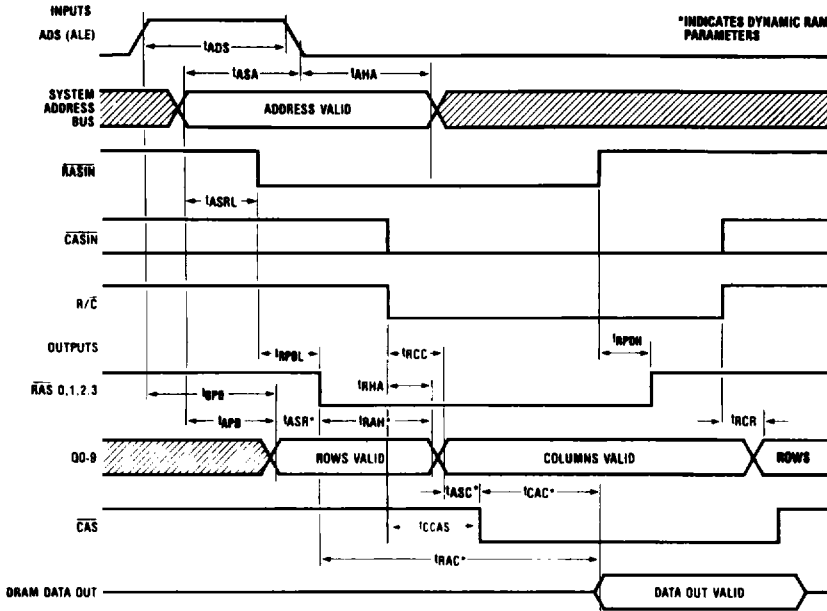 INPUTS
*INDICATES DYNAMIC RAM
PARAMETERS
ADS (ALE)
tADS
tASA
tAHA
SYSTEM
ADDRESS
BUS
ADDRESS VALID
RASIN
tASRL
CASIN
R/C
OUTPUTS
tRPDL
tRCC
tRPDH
RAS 0,1,2,3
tRHA
tBPD
tAPD
tASR*
tRAH*
tRCR
Q0-9
ROWS VALID
COLUMNS VALID
ROWS
tASC*
tCAC*
CAS
tCCAS
tRAC*
DRAM DATA OUT
DATA OUT VALID